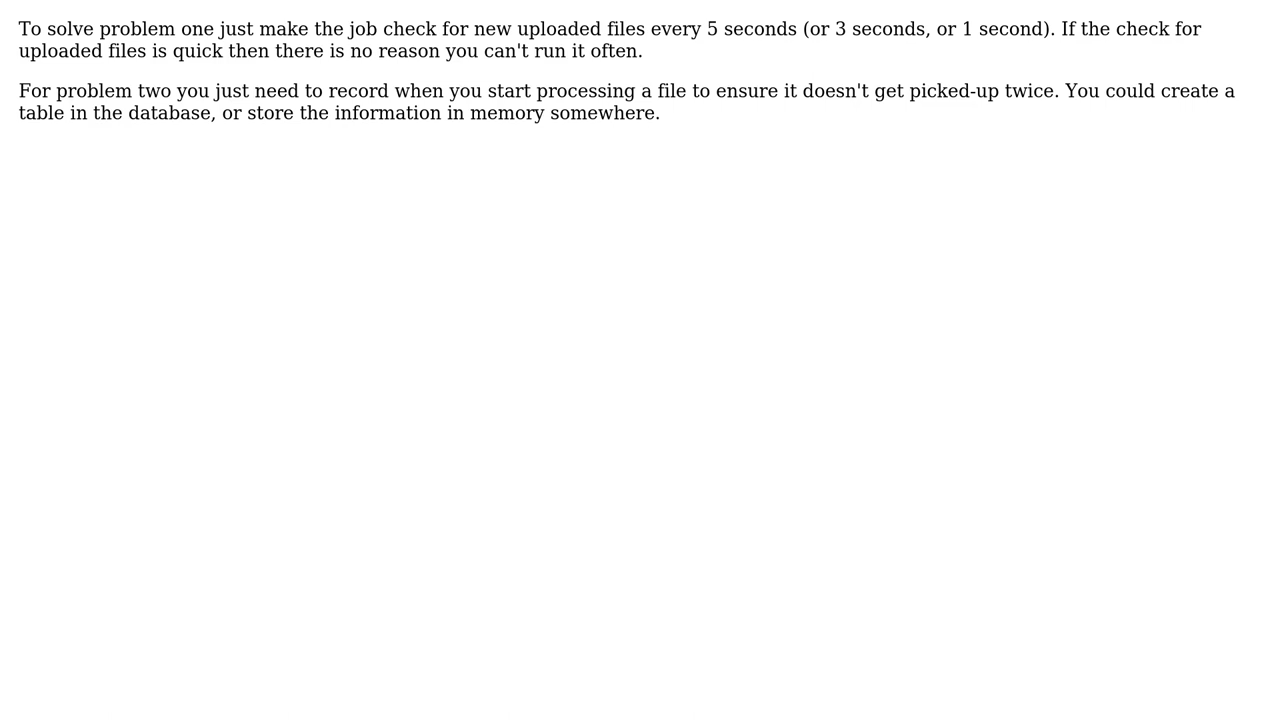 To solve problem one just make the job check for new uploaded files every 5 seconds (or 3 seconds, or 1 second). If the check for
uploaded files is quick then there is no reason you can't run it often.
For problem two you just need to record when you start processing a file to ensure it doesn't get picked-up twice. You could create a
table in the database, or store the information in memory somewhere.